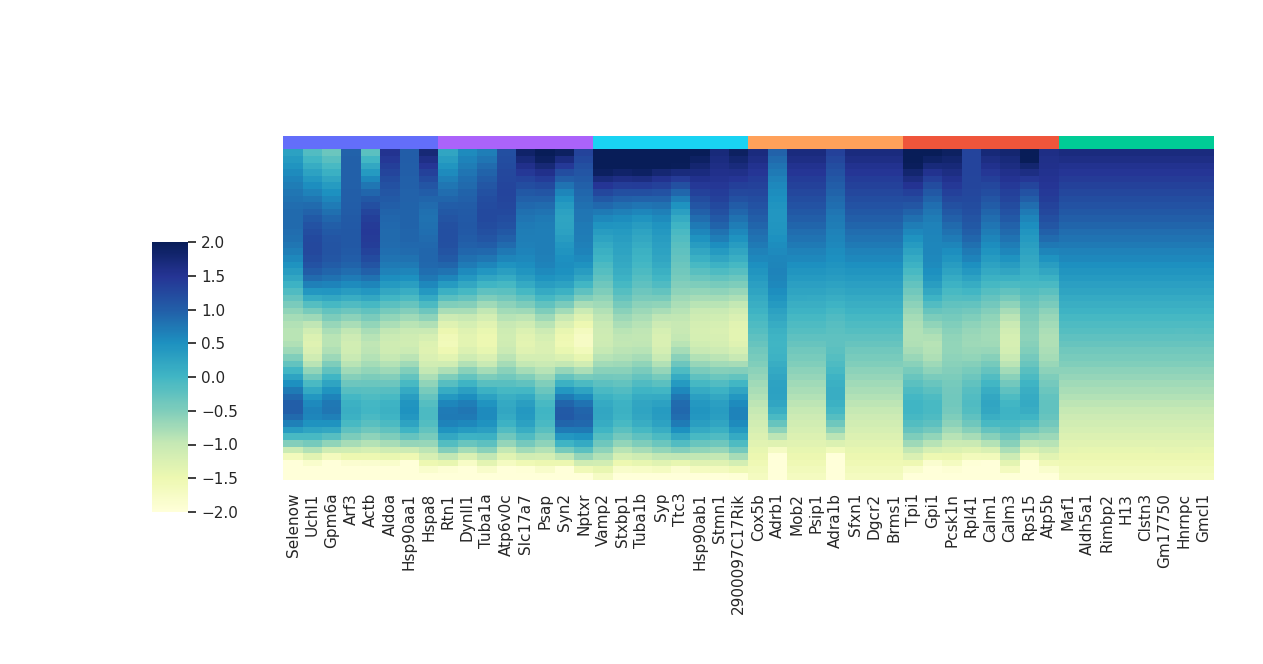 2.0
1.5
1.0
0.5
0.0
−0.5
−1.0
−1.5
−2.0
Selenow
Uchl1
Gpm6a
Arf3
Actb
Aldoa
Hsp90aa1
Hspa8
Rtn1
Dynll1
Tuba1a
Atp6v0c
Slc17a7
Psap
Syn2
Nptxr
Vamp2
Stxbp1
Tuba1b
Syp
Ttc3
Hsp90ab1
Stmn1
2900097C17Rik
Cox5b
Adrb1
Mob2
Psip1
Adra1b
Sfxn1
Dgcr2
Brms1
Tpi1
Gpi1
Pcsk1n
Rpl41
Calm1
Calm3
Rps15
Atp5b
Maf1
Aldh5a1
Rimbp2
H13
Clstn3
Gm17750
Hnrnpc
Gmcl1